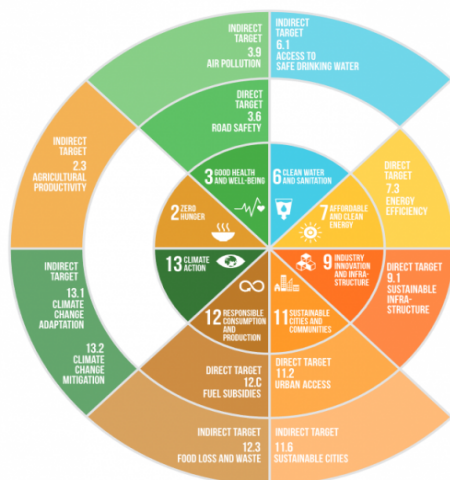 INDIRECT
TARGET
3.9
AIR POLLUTION
INDIRECT
TARGET
6.1
ACCESS TO
SAFE DRINKING WATER
DIRECT
TARGET
3.6
ROAD SAFETY
INDIRECT
TARGET
2.3
AGRICULTURAL
PRODUCTIVITY
DIRECT
TARGET
7.3
ENERGY
EFFICIENCY
3 GOOD HEALTH
AND WELL-BEING
6 CLEAN WATER
AND SANITATION
2 ZERO
HUNGER
7 AFFORDABLE
AND CLEAN
ENERGY
13 CLIMATE
ACTION
9 INDUSTRY
INNOVATION
AND INFRA-
STRUCTURE
12 RESPONSIBLE
CONSUMPTION
AND
PRODUCTION
11 SUSTAINABLE
CITIES AND
COMMUNITIES
INDIRECT
TARGET
13.1
CLIMATE
CHANGE
ADAPTATION
13.2
CLIMATE
CHANGE
MITIGATION
DIRECT TARGET
9.1
SUSTAINABLE
INFRA-
STRUCTURE
DIRECT TARGET
12.C
FUEL SUBSIDIES
DIRECT TARGET
11.2
URBAN ACCESS
INDIRECT TARGET
12.3
FOOD LOSS AND WASTE
INDIRECT TARGET
11.6
SUSTAINABLE CITIES